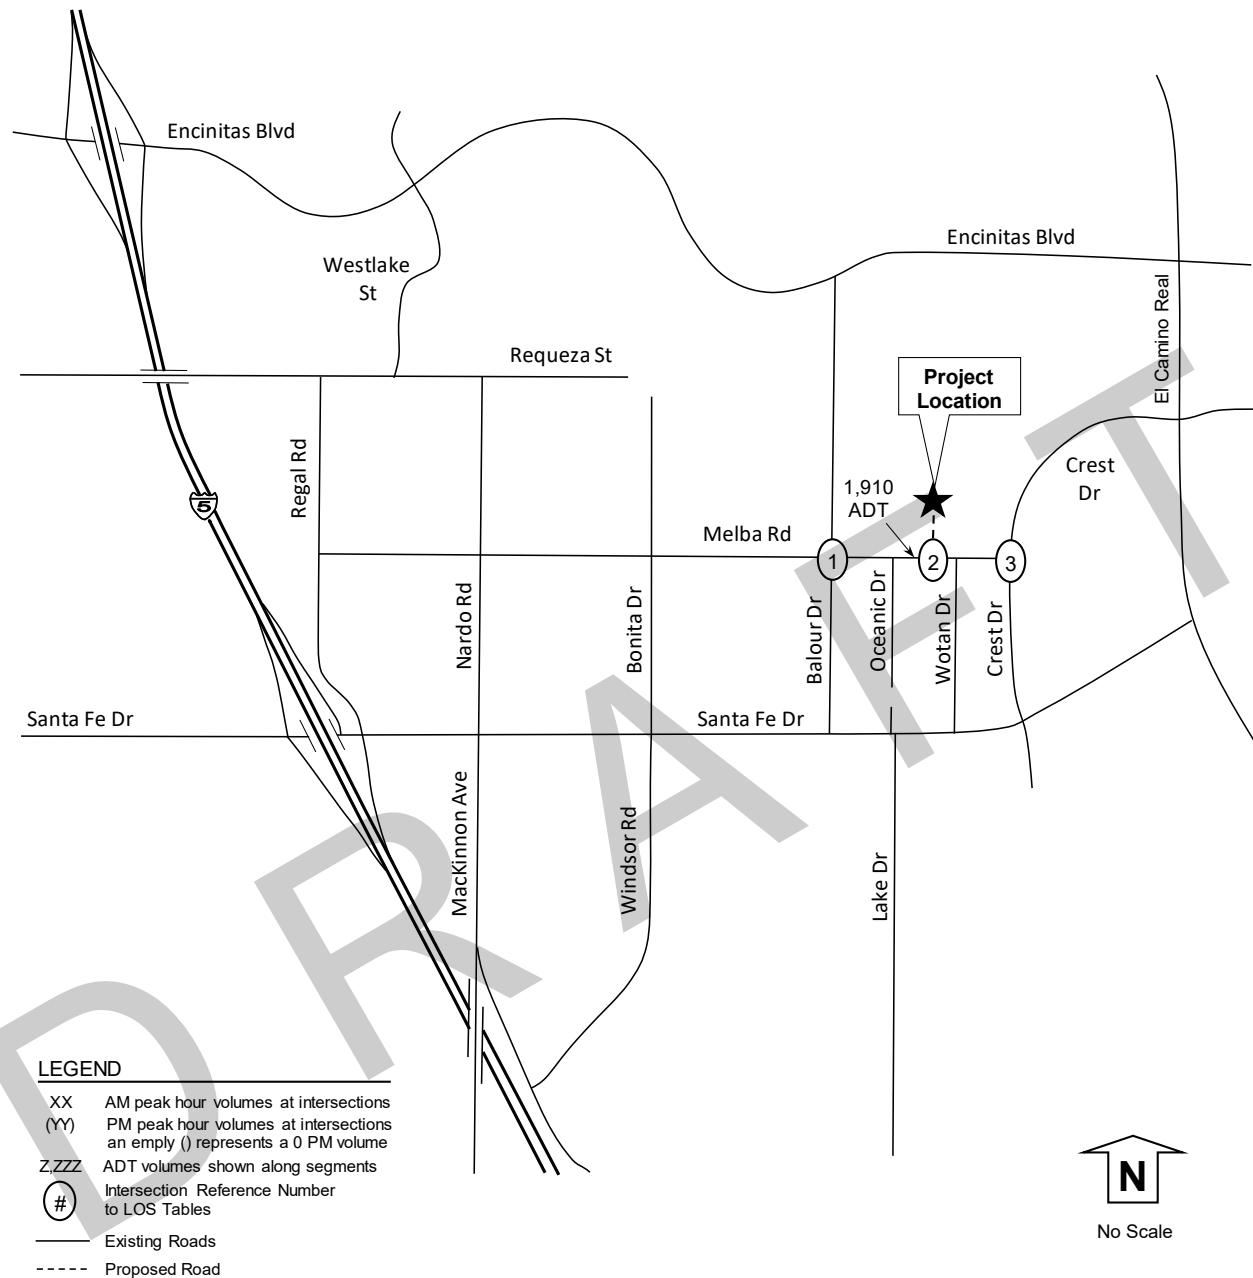 Encinitas Blvd
Encinitas Blvd
Westlake
St
El Camino Real
Requeza St
Project
Location
Crest
Dr
Regal Rd
5
1,910
ADT
Melba Rd
1
2
3
Nardo Rd
Bonita Dr
Balour Dr
Oceanic Dr
Wotan Dr
Crest Dr
Santa Fe Dr
Santa Fe Dr
MacKinnon Ave
Windsor Rd
Lake Dr
DRAFT
LEGEND
XX AM peak hour volumes at intersections
(YY) PM peak hour volumes at intersections
an emply () represents a 0 PM volume
Z,ZZZ ADT volumes shown along segments
# Intersection Reference Number
to LOS Tables
Existing Roads
Proposed Road
N
No Scale